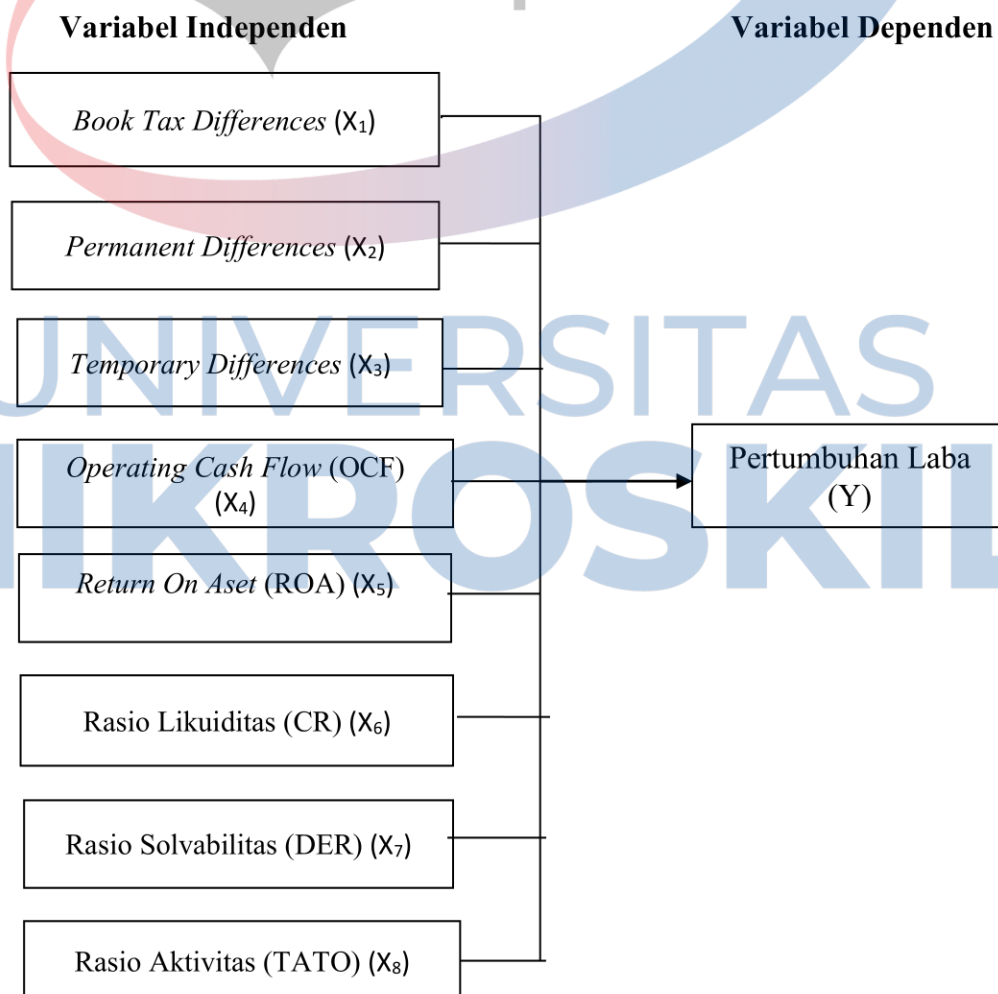 Variabel Independen
Variabel Dependen
Book Tax Differences (X₁)
Permanent Differences (X₂)
Temporary Differences (X₃)
Operating Cash Flow (OCF)
(X₄)
Return On Aset (ROA) (X₅)
Rasio Likuiditas (CR) (X₆)
Rasio Solvabilitas (DER) (X₇)
Rasio Aktivitas (TATO) (X₈)
Pertumbuhan Laba
(Y)
UNIVERSITAS
MIKROSKIL